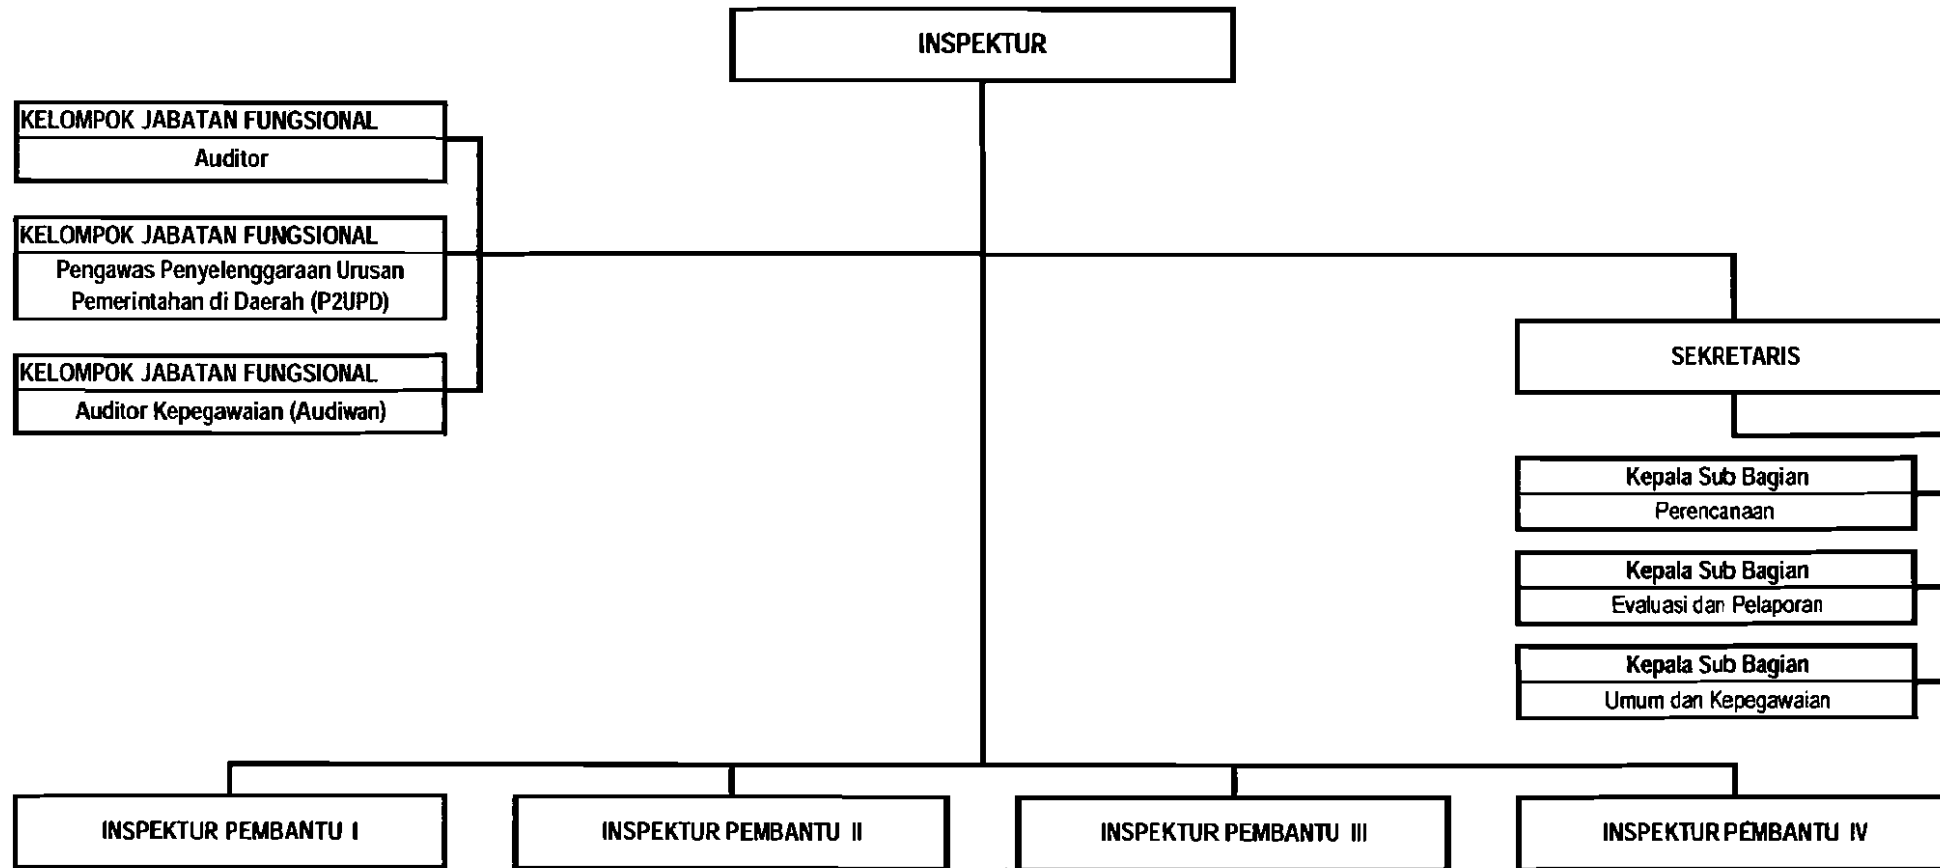 INSPEKTUR
KELOMPOK JABATAN FUNGSIONAL
Auditor
KELOMPOK JABATAN FUNGSIONAL
Pengawas Penyelenggaraan Urusan
Pemerintahan di Daerah (P2UPD)
KELOMPOK JABATAN FUNGSIONAL
Auditor Kepegawaian (Audiwan)
SEKRETARIS
Kepala Sub Bagian
Perencanaan
Kepala Sub Bagian
Evaluasi dan Pelaporan
Kepala Sub Bagian
Umum dan Kepegawaian
INSPEKTUR PEMBANTU I
INSPEKTUR PEMBANTU II
INSPEKTUR PEMBANTU III
INSPEKTUR PEMBANTU IV